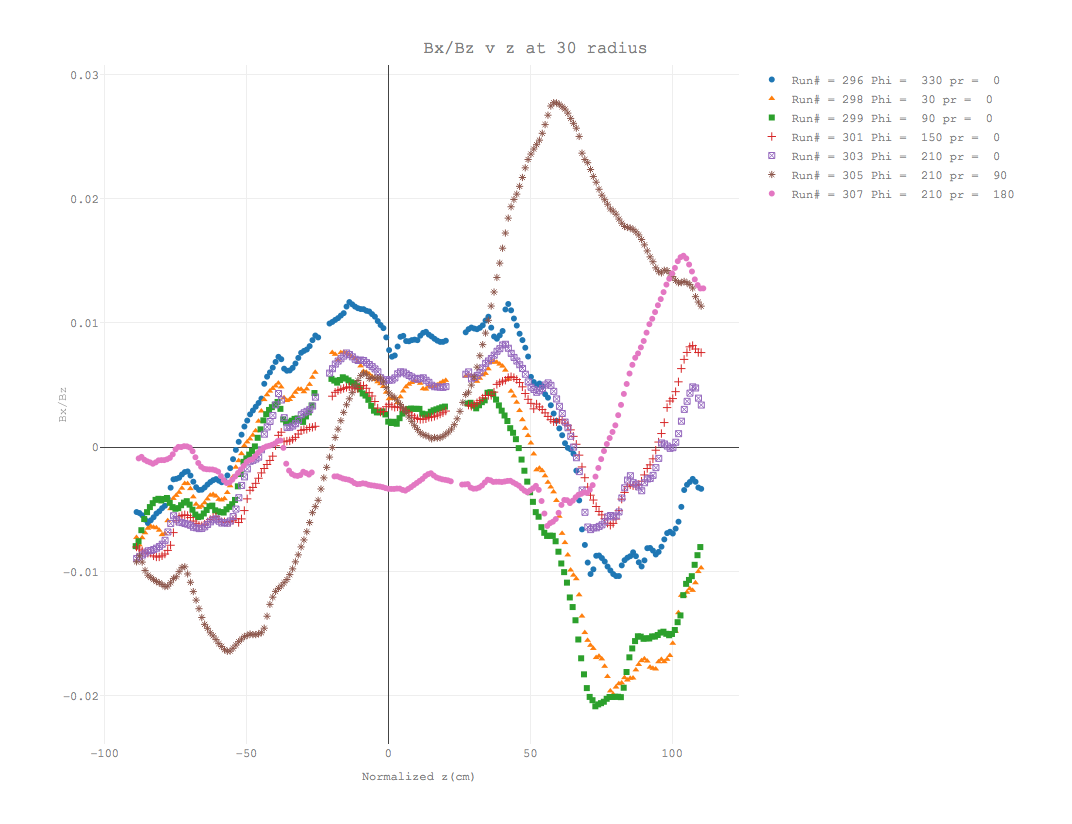 Bx/Bz v z at 30 radius
0.03
0.02
0.01
0
−0.01
−0.02
Bx/Bz
−100
−50
0
50
100
Normalized z(cm)
Run# = 296 Phi = 330 pr = 0
Run# = 298 Phi = 30 pr = 0
Run# = 299 Phi = 90 pr = 0
Run# = 301 Phi = 150 pr = 0
Run# = 303 Phi = 210 pr = 0
Run# = 305 Phi = 210 pr = 90
Run# = 307 Phi = 210 pr = 180